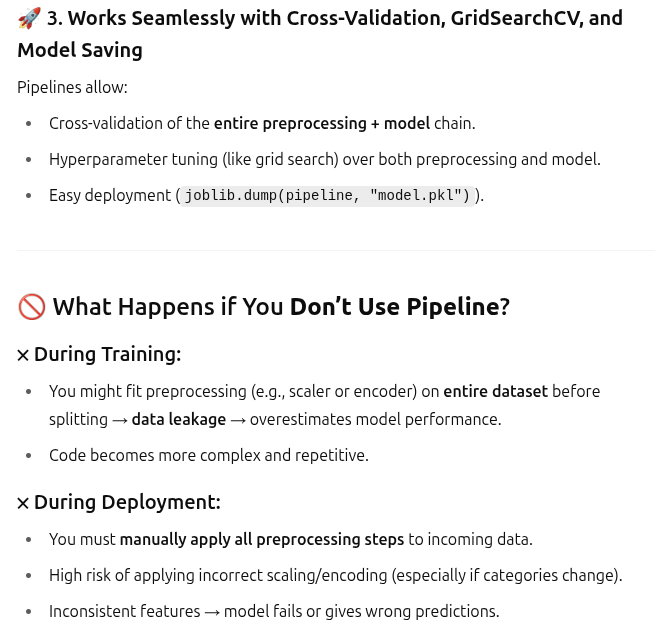 🚀 3. Works Seamlessly with Cross-Validation, GridSearchCV, and
Model Saving
Pipelines allow:
• Cross-validation of the entire preprocessing + model chain.
• Hyperparameter tuning (like grid search) over both preprocessing and model.
• Easy deployment (joblib.dump(pipeline, "model.pkl")).
🚫 What Happens if You Don’t Use Pipeline?
× During Training:
• You might fit preprocessing (e.g., scaler or encoder) on entire dataset before
splitting → data leakage → overestimates model performance.
• Code becomes more complex and repetitive.
× During Deployment:
• You must manually apply all preprocessing steps to incoming data.
• High risk of applying incorrect scaling/encoding (especially if categories change).
• Inconsistent features → model fails or gives wrong predictions.